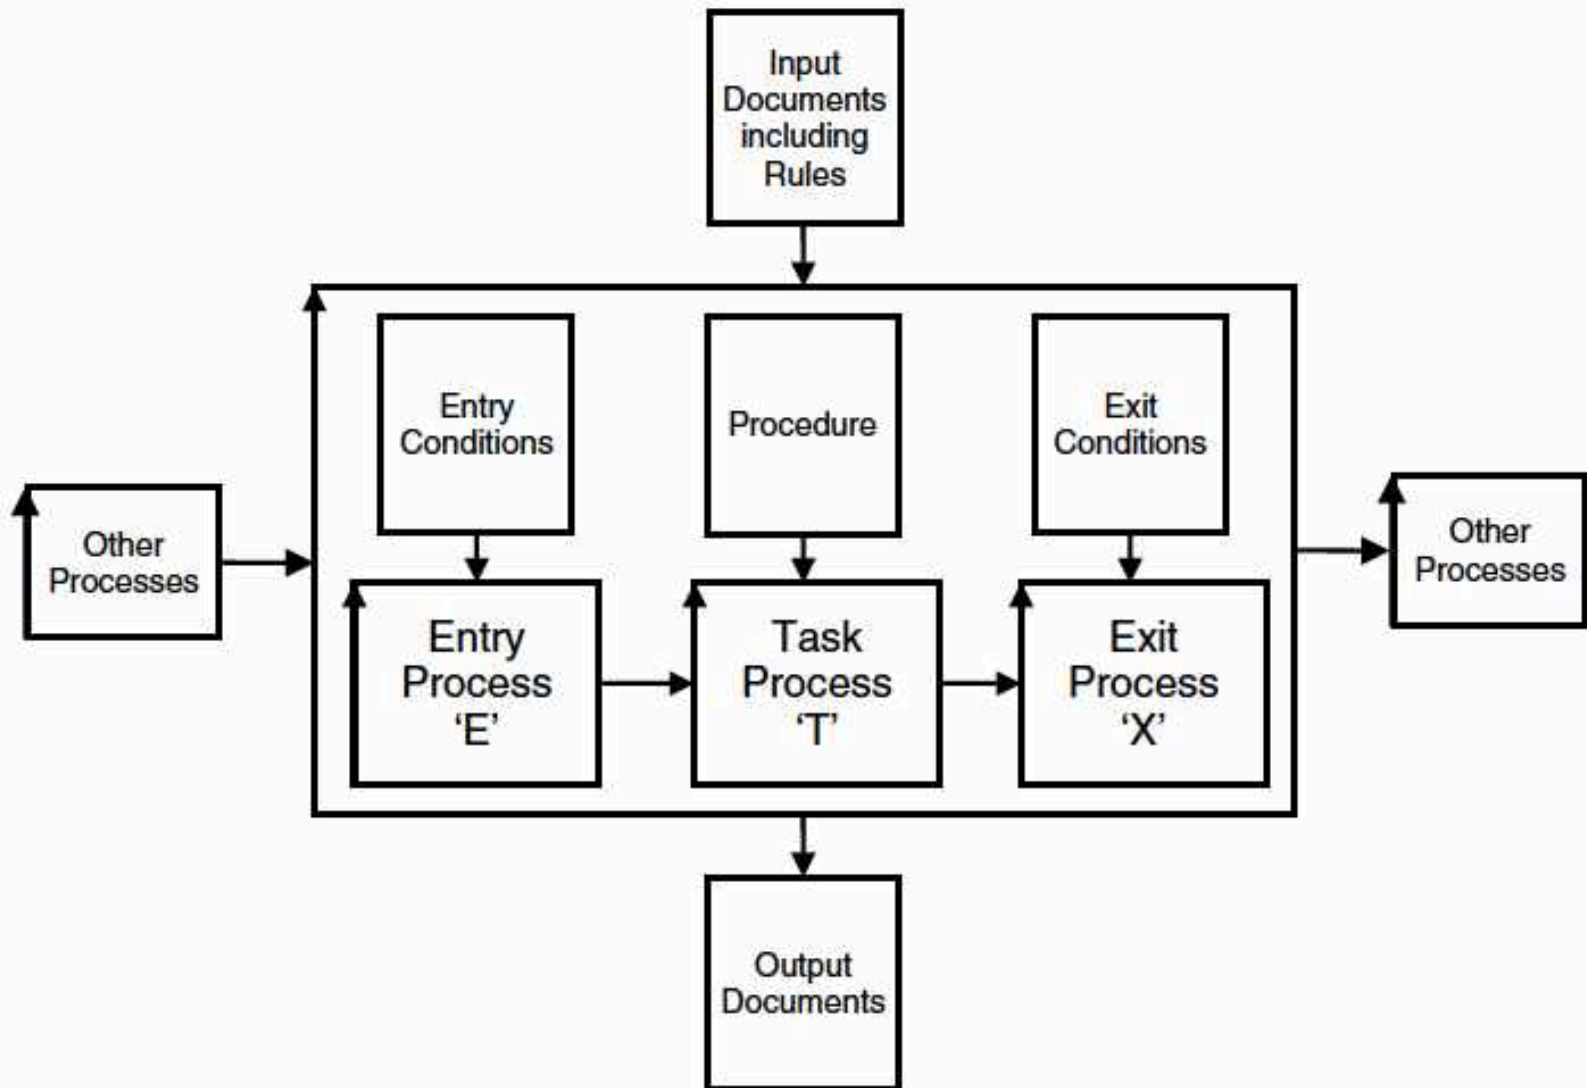 Input
Documents
including
Rules
Entry
Conditions
Procedure
Exit
Conditions
Other
Processes
Other
Processes
Entry
Process
‘E’
Task
Process
‘T’
Exit
Process
‘X’
Output
Documents